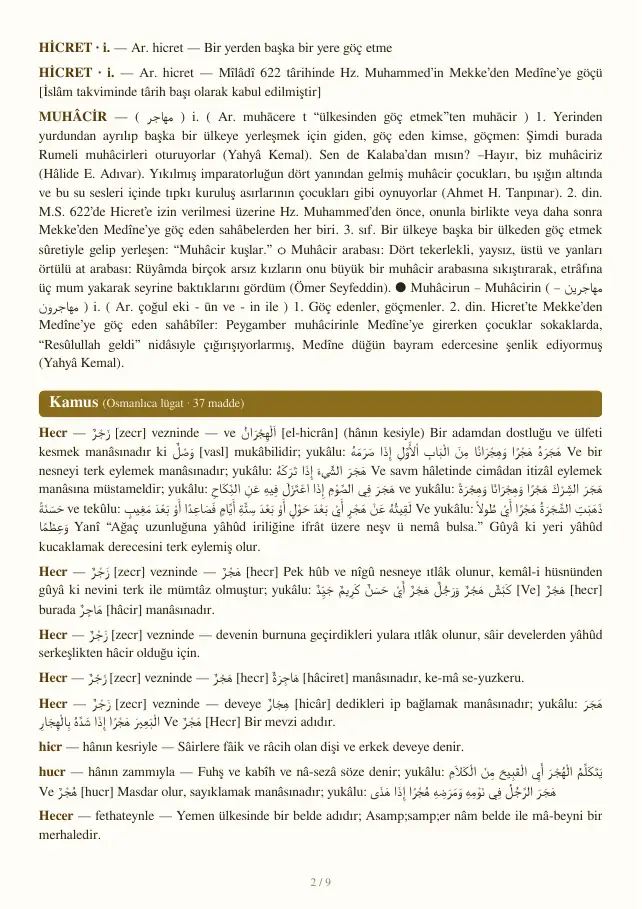 HİCRET · i. — Ar. hicret — Bir yerden başka bir yere göç etme
HİCRET · i. — Ar. hicret — Mîlâdî 622 târihinde Hz. Muhammed’in Mekke’den Medîne’ye göçü
[İslâm takviminde târih başı olarak kabul edilmiştir]
MUHÂCİR — ( مهاجر ) i. ( Ar. muhācere t “ülkesinden göç etmek”ten muhācir ) 1. Yerinden
yurdundan ayrılıp başka bir ülkeye yerleşmek için giden, göç eden kimse, göçmen: Şimdi burada
Rumeli muhâcirleri oturuyorlar (Yahyâ Kemal). Sen de Kalaba’dan mısın? –Hayır, biz muhâciriz
(Hâlide E. Adıvar). Yıkılmış imparatorluğun dört yanından gelmiş muhâcir çocukları, bu ışığın altında
ve bu su sesleri içinde tıpkı kuruluş asırlarının çocukları gibi oynuyorlar (Ahmet H. Tanpınar). 2. din.
M.S. 622’de Hicret’e izin verilmesi üzerine Hz. Muhammed’den önce, onunla birlikte veya daha sonra
Mekke’den Medîne’ye göç eden sahâbelerden her biri. 3. sıf. Bir ülkeye başka bir ülkeden göç etmek
sûretiyle gelip yerleşen: “Muhâcir kuşlar.” ѻ Muhâcir arabası: Dört tekerlekli, yaysız, üstü ve yanları
örtülü at arabası: Rüyâmda birçok arsız kızların onu büyük bir muhâcir arabasına sıkıştırarak, etrâfına
üç mum yakarak seyrine baktıklarını gördüm (Ömer Seyfeddin). ● Muhâcirun – Muhâcirin ( مهاجرين –
مهاجرون ) i. ( Ar. çoğul eki - ūn ve - in ile ) 1. Göç edenler, göçmenler. 2. din. Hicret’te Mekke’den
Medîne’ye göç eden sahâbîler: Peygamber muhâcirinle Medîne’ye girerken çocuklar sokaklarda,
“Resûlullah geldi” nidâsıyle çığırışıyorlarmış, Medîne düğün bayram edercesine şenlik ediyormuş
(Yahyâ Kemal).
Kamus (Osmanlıca lügat · 37 madde)
Hecr — زَجْرٌ [zecr] vezninde — ve اَلْهِجْرَانُ [el-hicrân] (hânın kesiyle) Bir adamdan dostluğu ve ülfeti
kesmek manâsınadır ki وَصْلٌ [vasl] mukâbilidir; yukâlu: هَجَرَهُ هَجْرًا وَهِجْرَانًا مِنَ الْبَابِ اْلأَوَّلِ إِذَا صَرَمَهُ Ve bir
nesneyi terk eylemek manâsınadır; yukâlu: هَجَرَ الشَّيءَ إِذَا تَرَكَهُ Ve savm hâletinde cimâdan itizâl eylemek
manâsına müstameldir; yukâlu: هَجَرَ فِي الصَّوْمِ إِذَا اعْتَزَلَ فِيهِ عَنِ النِّكَاحِ ve yukâlu: هَجَرَ الشِّرْكَ هَجْرًا وَهِجْرَانًا وَهِجْرَةً
حَسَنَةً ve tekûlu: لَقِيتُهُ عَنْ هَجْرٍ أَيْ بَعْدَ حَوْلٍ أَوْ بَعْدَ سِتَّةِ أَيَّامٍ فَصَاعِدًا أَوْ بَعْدَ مَغِيبٍ Ve yukâlu: ذَهَبَتِ الشَّجَرَةُ هَجْرًا أَيْ طُولاً
وَعِظَمًا Yanî “Ağaç uzunluğuna yâhûd iriliğine ifrât üzere neşv ü nemâ bulsa.” Gûyâ ki yeri yâhûd
kucaklamak derecesini terk eylemiş olur.
Hecr — زَجْرٌ [zecr] vezninde — هَجْرٌ [hecr] Pek hûb ve nîgû nesneye ıtlâk olunur, kemâl-i hüsnünden
gûyâ ki nevini terk ile mümtâz olmuştur; yukâlu: كَبْشٌ هَجْرٌ وَرَجُلٌ هَجْرٌ أَيْ حَسَنٌ كَرِيمٌ جَيِّدٌ [Ve] هَجْرٌ [hecr]
burada هَاجِرٌ [hâcir] manâsınadır.
Hecr — زَجْرٌ [zecr] vezninde — devenin burnuna geçirdikleri yulara ıtlâk olunur, sâir develerden yâhûd
serkeşlikten hâcir olduğu için.
Hecr — زَجْرٌ [zecr] vezninde — هَجْرٌ [hecr] هَاجِرَةٌ [hâciret] manâsınadır, ke-mâ se-yuzkeru.
Hecr — زَجْرٌ [zecr] vezninde — deveye هِجَارٌ [hicâr] dedikleri ip bağlamak manâsınadır; yukâlu: هَجَرَ
الْبَعِيرَ هَجْرًا إِذَا شَدَّهُ بِالْهِجَارِ Ve هَجْرٌ [Hecr] Bir mevzi adıdır.
hicr — hânın kesriyle — Sâirlere fâik ve râcih olan dişi ve erkek deveye denir.
hucr — hânın zammıyla — Fuhş ve kabîh ve nâ-sezâ söze denir; yukâlu: يَتَكَلَّمُ الْهُجْرَ أَيِ الْقَبِيحَ مِنَ الْكَلاَمِ
Ve هُجْرٌ [hucr] Masdar olur, sayıklamak manâsınadır; yukâlu: هَجَرَ الرَّجُلُ فِي نَوْمِهِ وَمَرَضِهِ هُجْرًا إِذَا هَذَى
Hecer — fethateynle — Yemen ülkesinde bir belde adıdır; Asamp;samp;er nâm belde ile mâ-beyni bir
merhaledir.
2 / 9